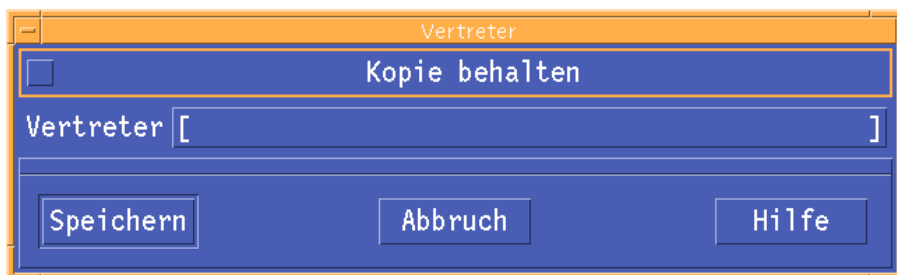 Vertreter
Kopie behalten
Vertreter [ ]
Speichern Abbruch Hilfe